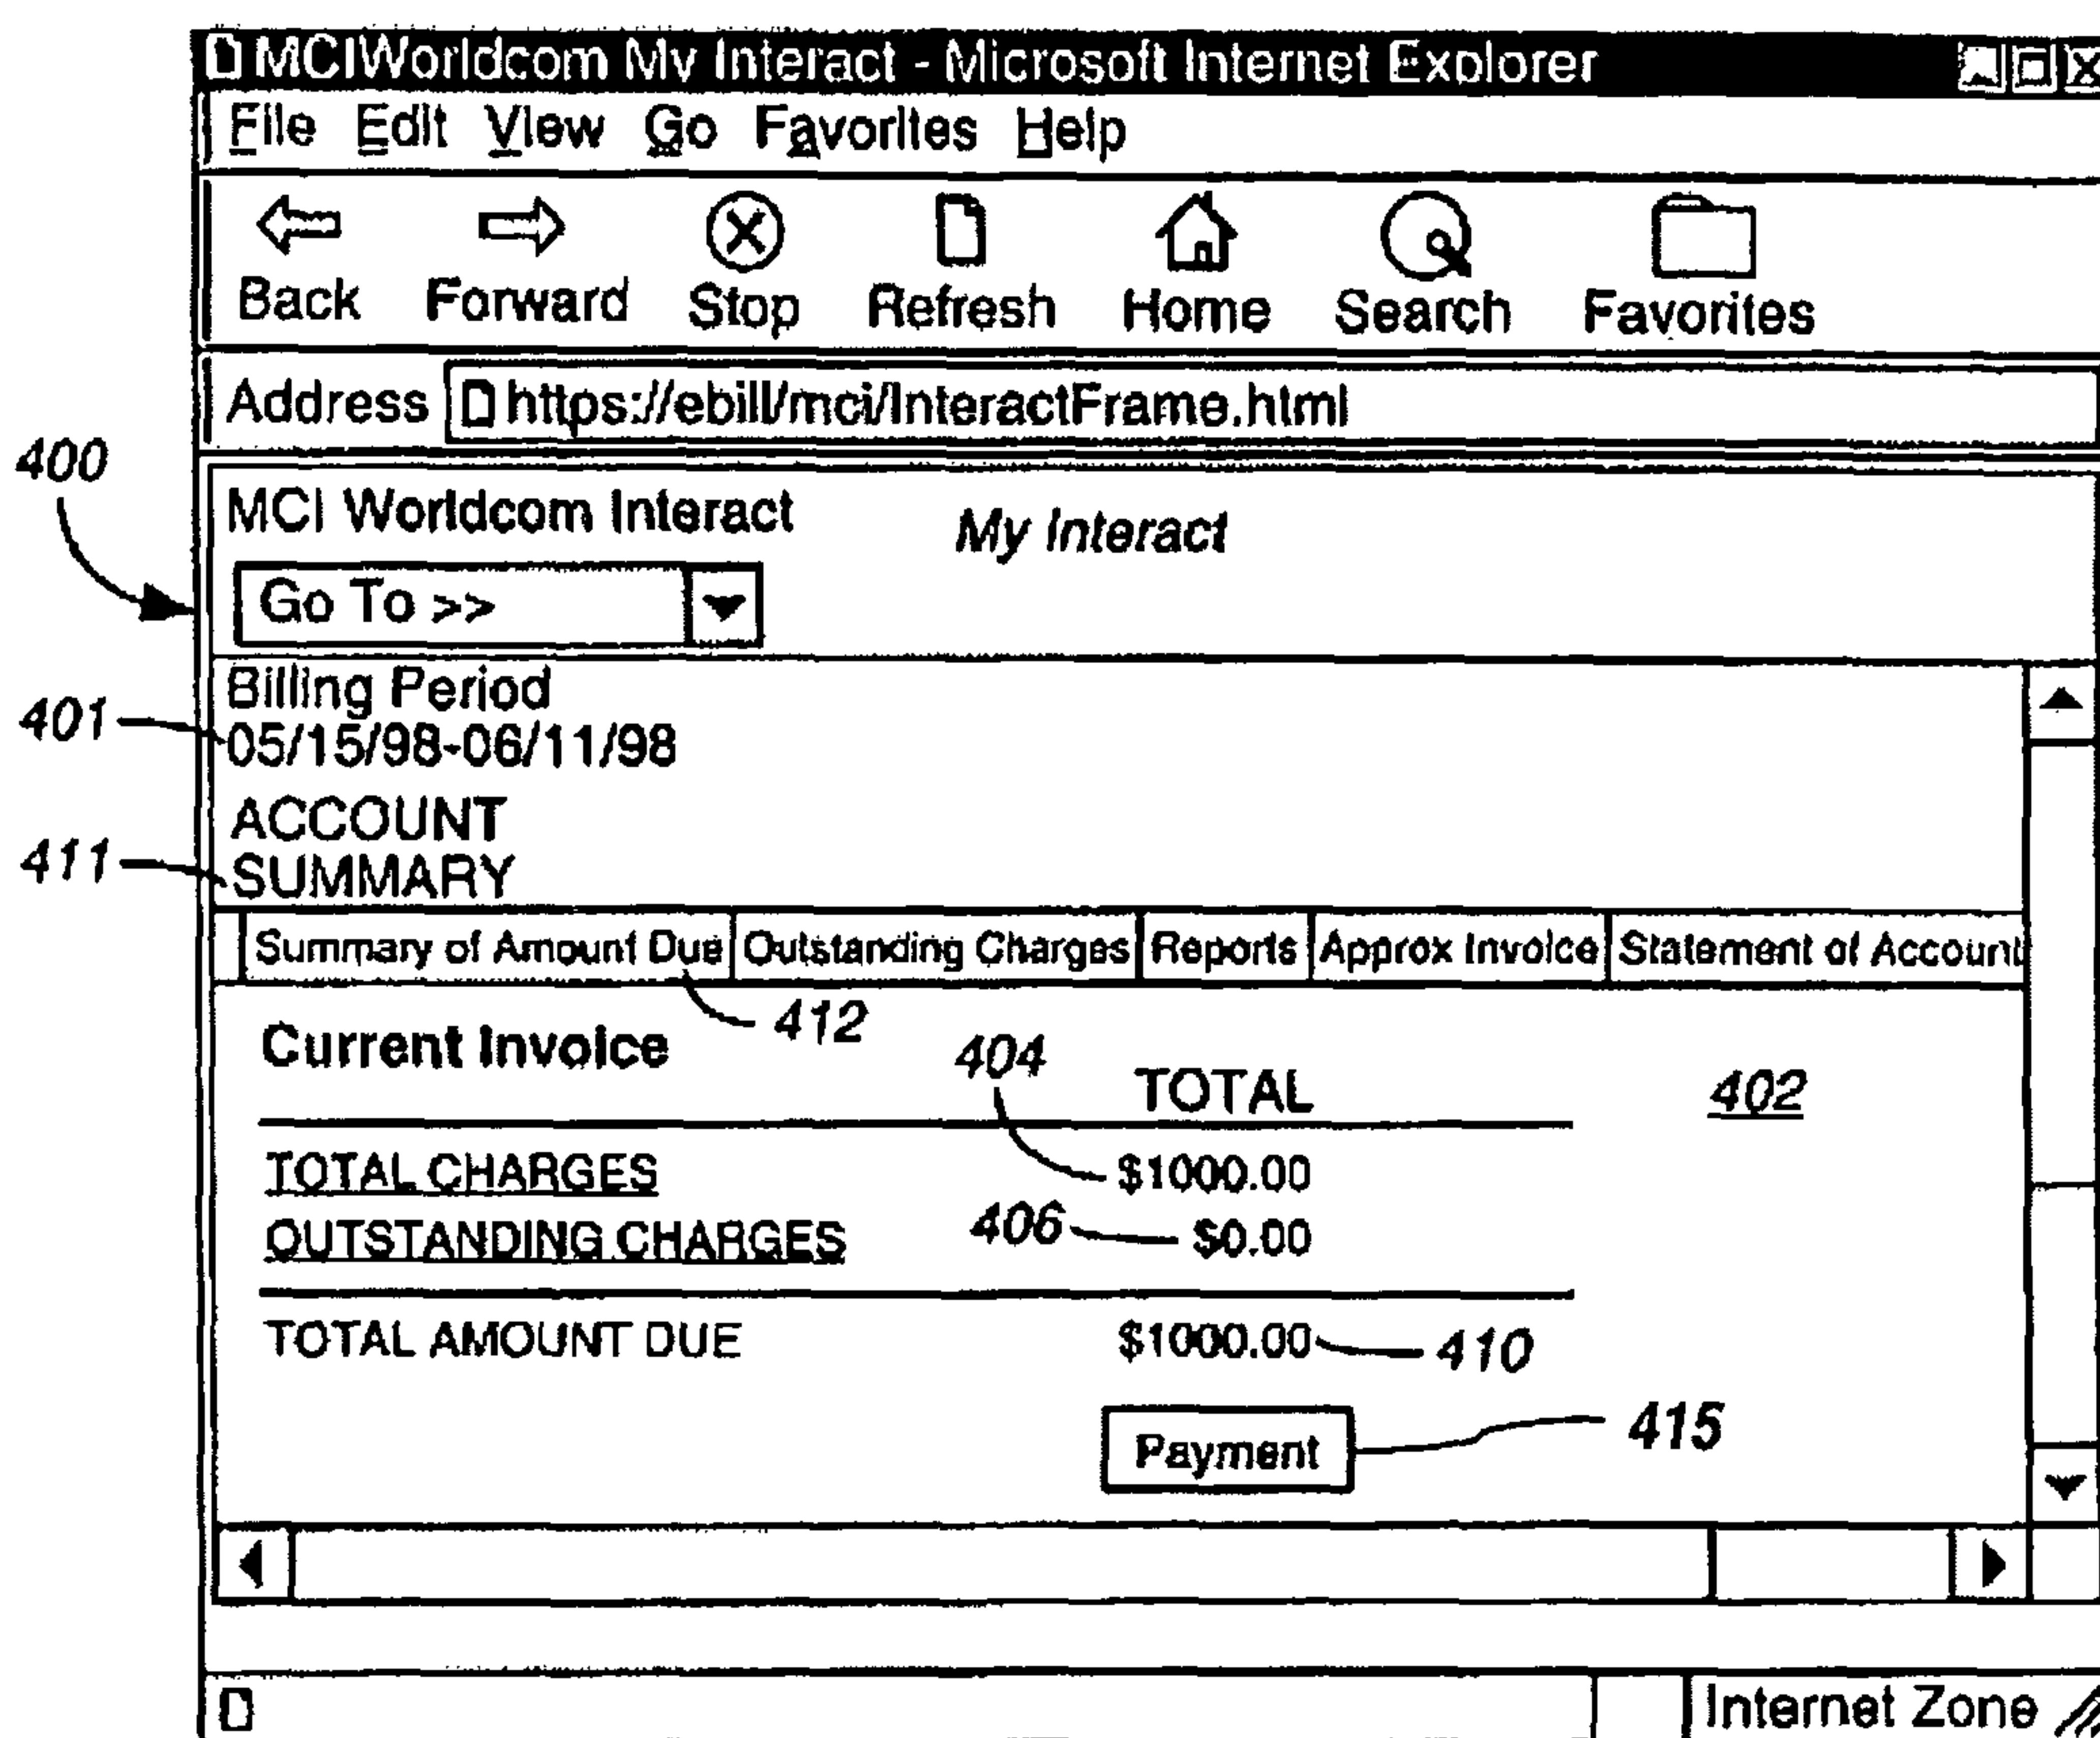 MCIWorldcom My Interact - Microsoft Internet Explorer
File Edit View Go Favorites Help
Back Forward Stop Refresh Home Search Favorites
Address https://ebill/mci/InteractFrame.html
400
MCI Worldcom Interact
My Interact
Go To >>
Billing Period
401
05/15/98-06/11/98
ACCOUNT
411
SUMMARY
Summary of Amount Due Outstanding Charges Reports Approx Invoice Statement of Account
412
Current Invoice
404
TOTAL
402
TOTAL CHARGES $1000.00
OUTSTANDING CHARGES 406 $0.00
TOTAL AMOUNT DUE $1000.00 410
Payment 415
Internet Zone